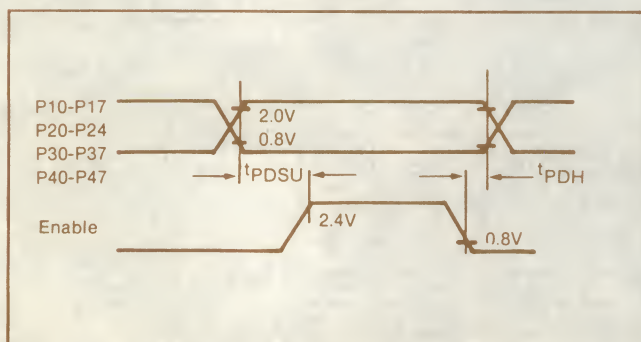 P10-P17
2.0V
P20-P24
0.8V
P30-P37
P40-P47
tPDSU
tPDH
Enable
2.4V
0.8V